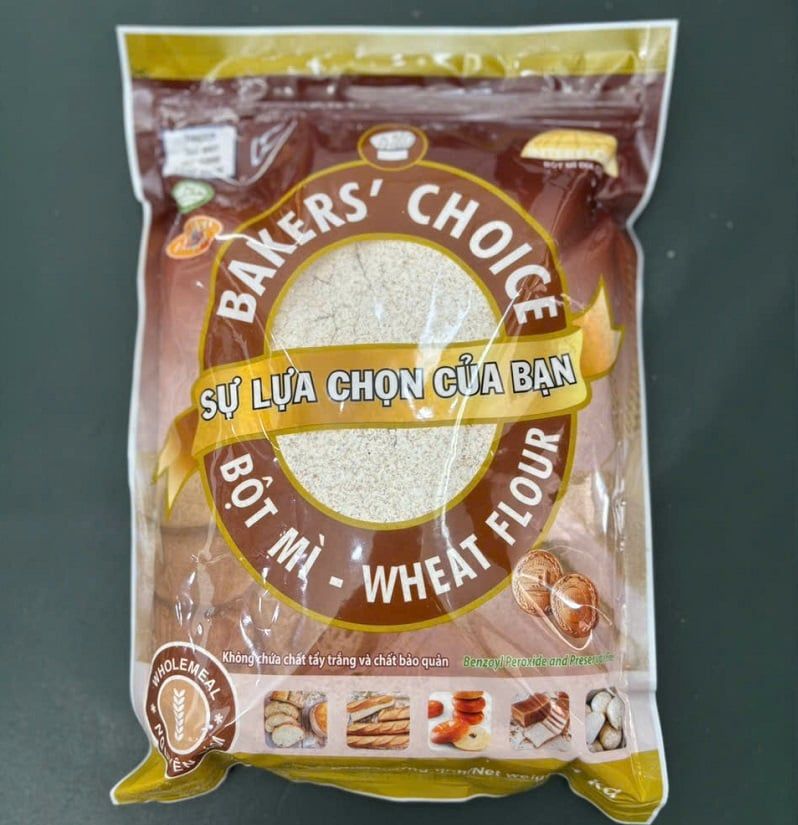 BAKERS' CHOICE
SỰ LỰA CHỌN CỦA BẠN
BỘT MÌ - WHEAT FLOUR
Không chứa chất tẩy trắng và chất bảo quản
Benzoyl Peroxide and
WHOLEMEAL
Net